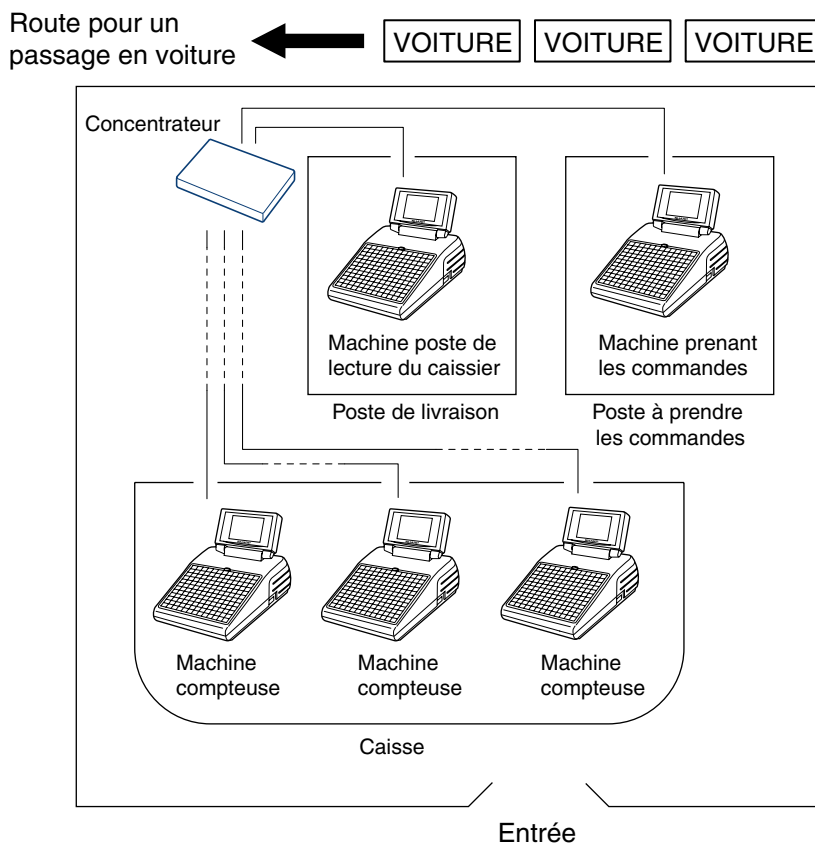 Route pour un
passage en voiture
VOITURE VOITURE VOITURE
Concentrateur
Machine poste de
lecture du caissier
Machine prenant
les commandes
Poste de livraison
Poste à prendre
les commandes
Machine
compteuse
Machine
compteuse
Machine
compteuse
Caisse
Entrée